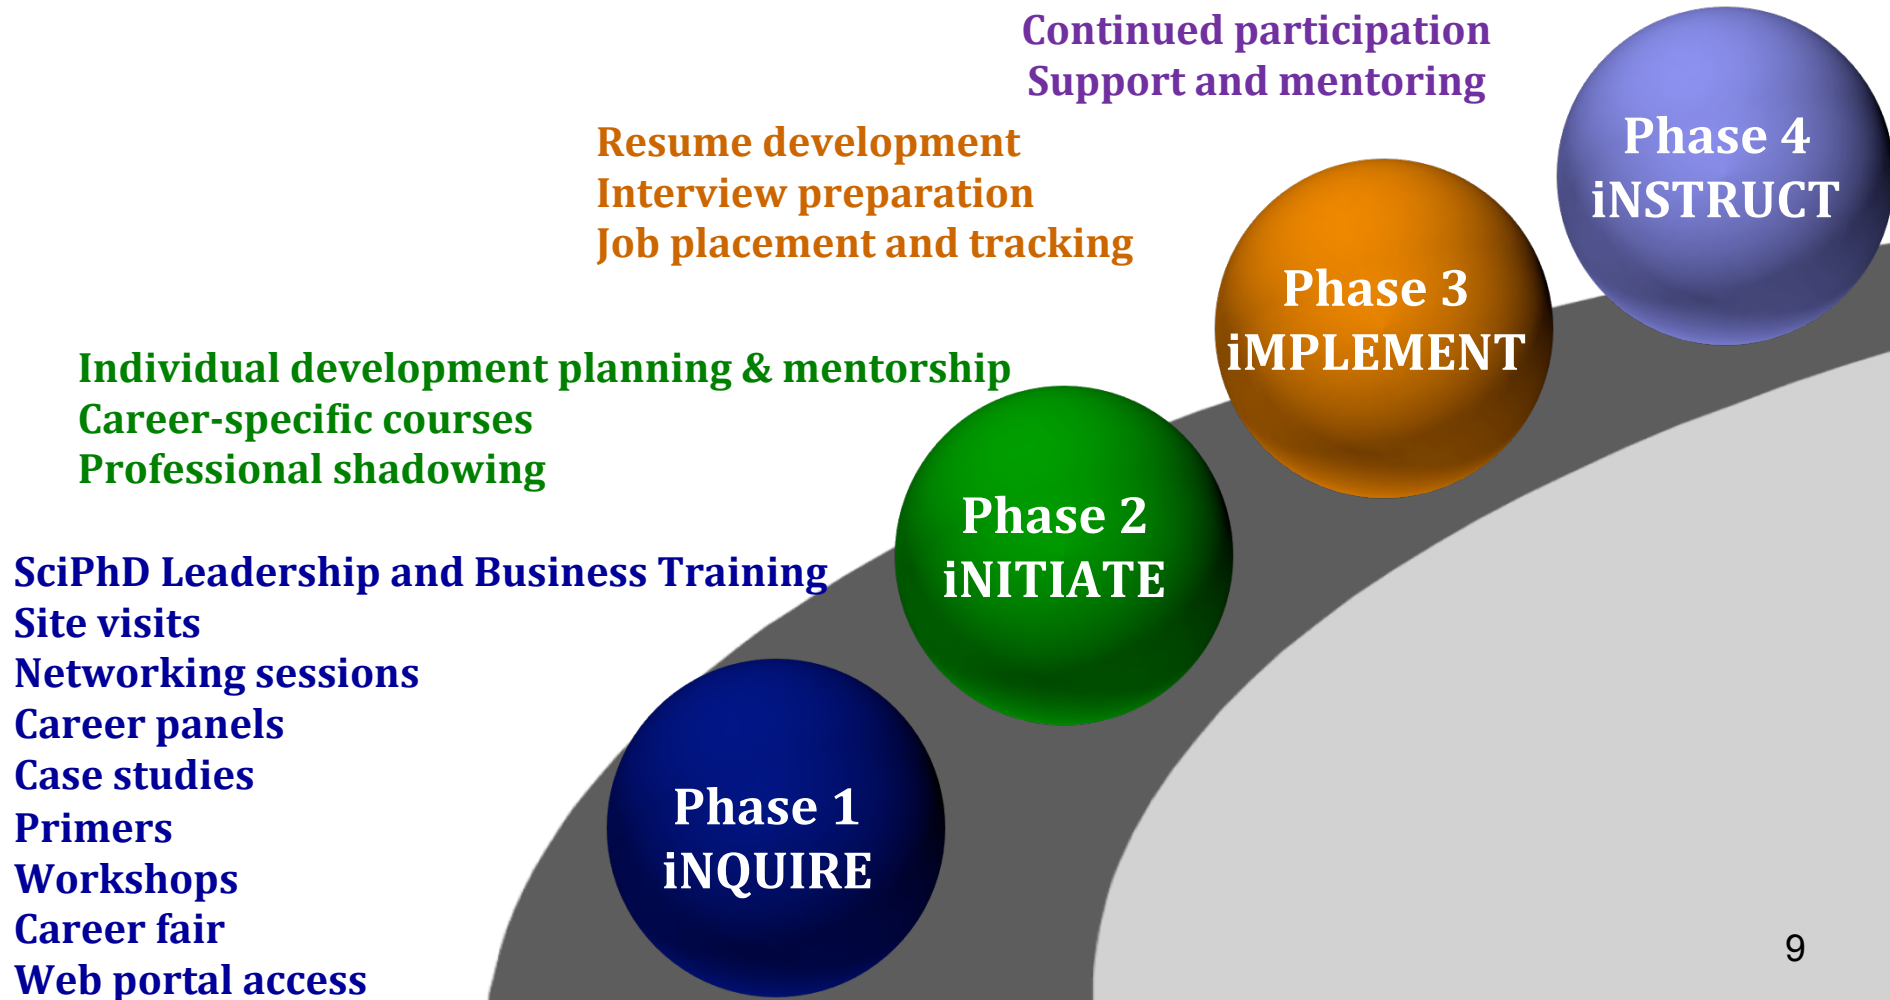 Continued participation
Support and mentoring
Phase 4
iNSTRUCT
Resume development
Interview preparation
Job placement and tracking
Phase 3
iMPLEMENT
Individual development planning & mentorship
Career-specific courses
Professional shadowing
Phase 2
iNITIATE
SciPhD Leadership and Business Training
Site visits
Networking sessions
Career panels
Case studies
Primers
Workshops
Career fair
Web portal access
Phase 1
iNQUIRE
9